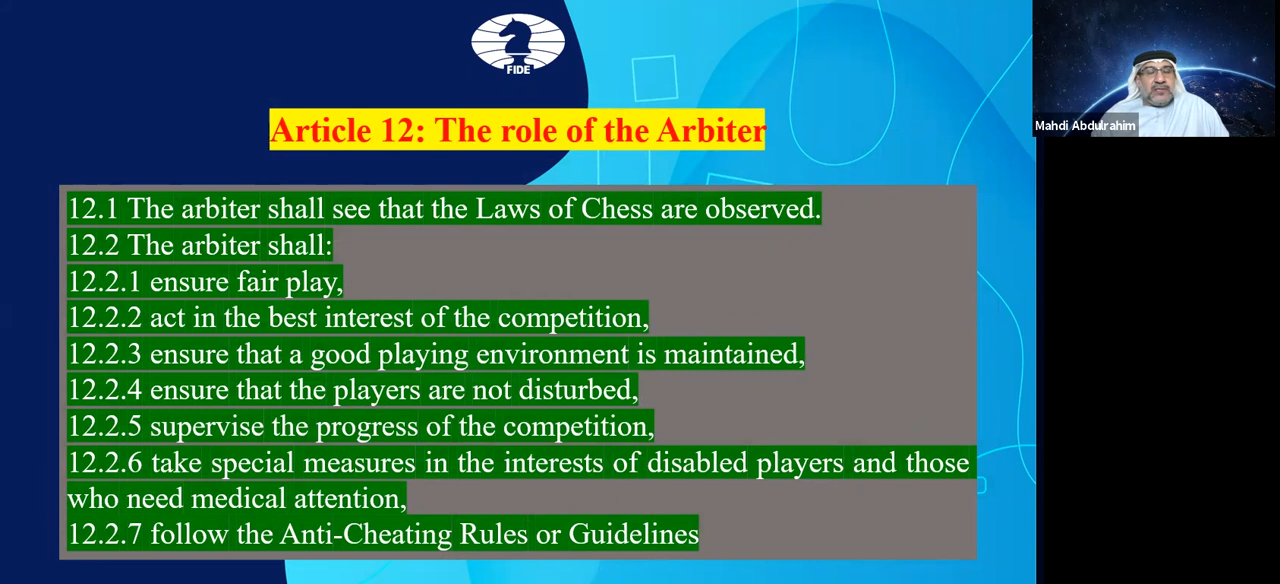 FIDE
Article 12: The role of the Arbiter
Mahdi Abdulrahim
12.1 The arbiter shall see that the Laws of Chess are observed.
12.2 The arbiter shall:
12.2.1 ensure fair play,
12.2.2 act in the best interest of the competition,
12.2.3 ensure that a good playing environment is maintained,
12.2.4 ensure that the players are not disturbed,
12.2.5 supervise the progress of the competition,
12.2.6 take special measures in the interests of disabled players and those
who need medical attention,
12.2.7 follow the Anti-Cheating Rules or Guidelines